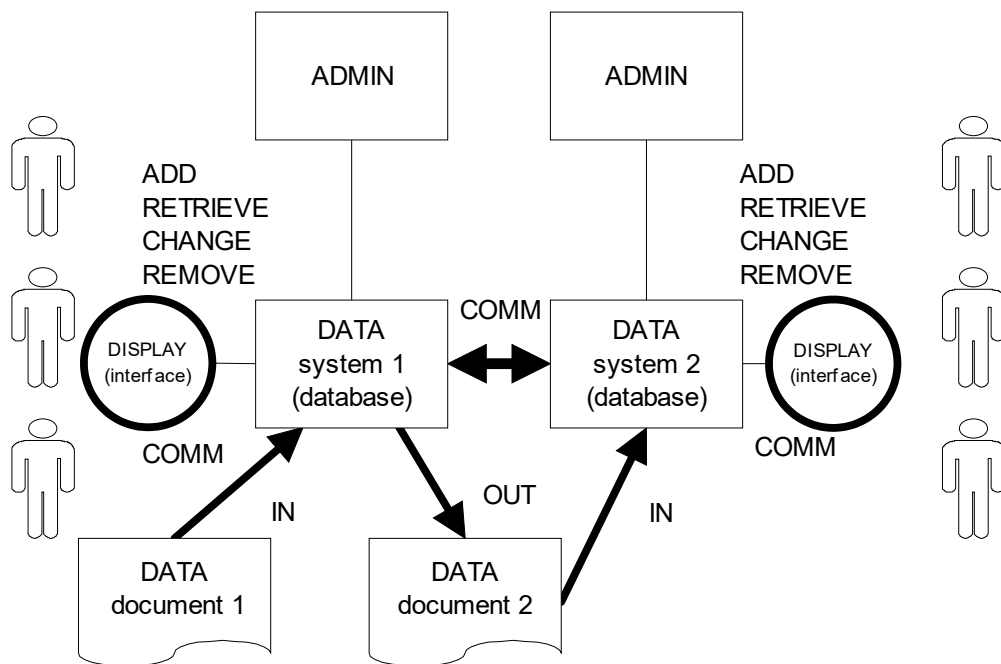 ADMIN
ADMIN
ADD
RETRIEVE
CHANGE
REMOVE
ADD
RETRIEVE
CHANGE
REMOVE
DISPLAY
(interface)
DATA
system 1
(database)
COMM
DATA
system 2
(database)
DISPLAY
(interface)
COMM
COMM
IN
OUT
IN
DATA
document 1
DATA
document 2